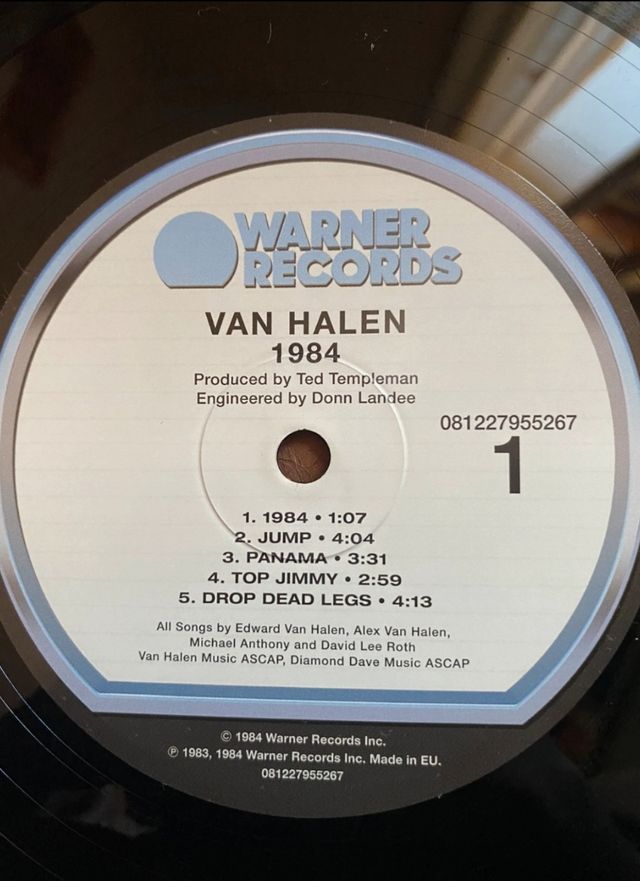 WARNER
RECORDS
VAN HALEN
1984
Produced by Ted Templeman
Engineered by Donn Landee
081227955267
1
1. 1984 • 1:07
2. JUMP • 4:04
3. PANAMA • 3:31
4. TOP JIMMY • 2:59
5. DROP DEAD LEGS • 4:13
All Songs by Edward Van Halen, Alex Van Halen,
Michael Anthony and David Lee Roth
Van Halen Music ASCAP, Diamond Dave Music ASCAP
© 1984 Warner Records Inc.
℗ 1983, 1984 Warner Records Inc. Made in EU.
081227955267